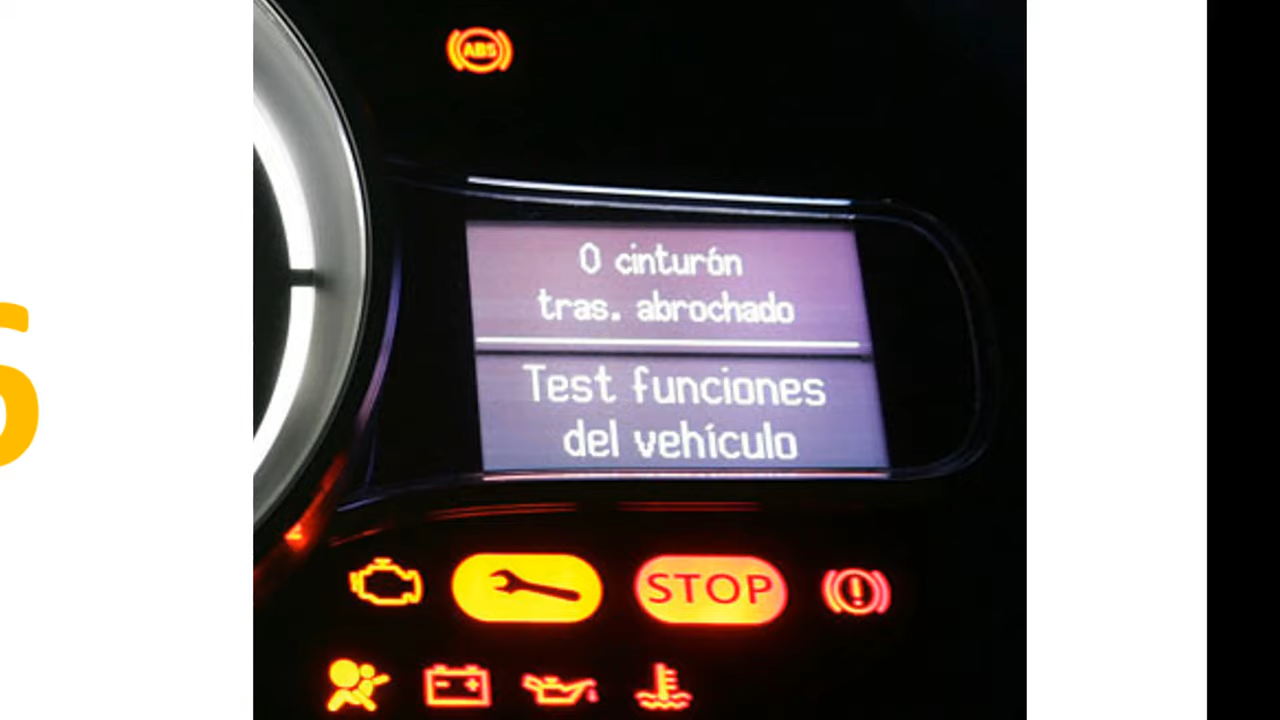 ABS
0 cinturón
tras. abrochado
Test funciones
del vehículo
STOP